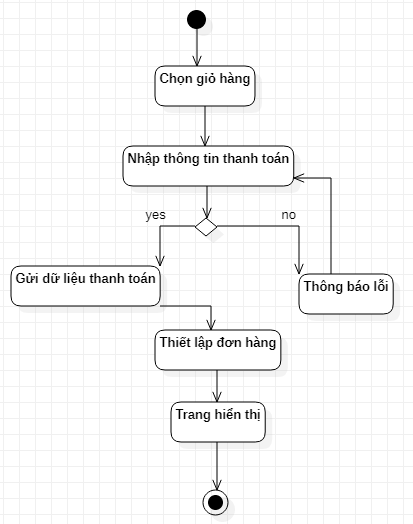 Chọn giỏ hàng
Nhập thông tin thanh toán
yes
no
Gửi dữ liệu thanh toán
Thông báo lỗi
Thiết lập đơn hàng
Trang hiển thị